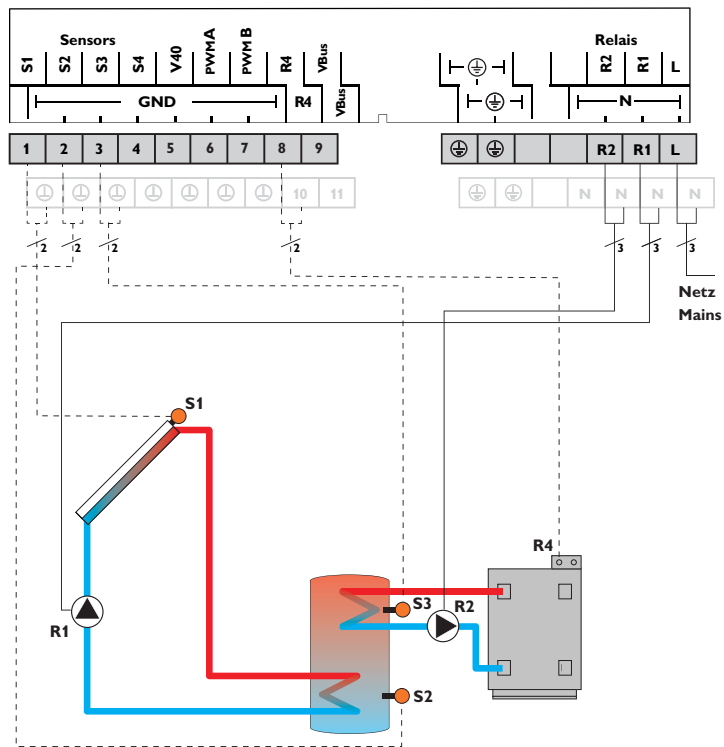 Sensors
Relais
S1 S2 S3 S4 V40 PWMA PWM B R4 VBus
R2 R1 L
GND
R4
VBus
N
1 2 3 4 5 6 7 8 9
R2 R1 L
10 11
N N N N
2 2 2 2
3 3 3
Netz
Mains
S1
R4
S3
R2
R1
S2